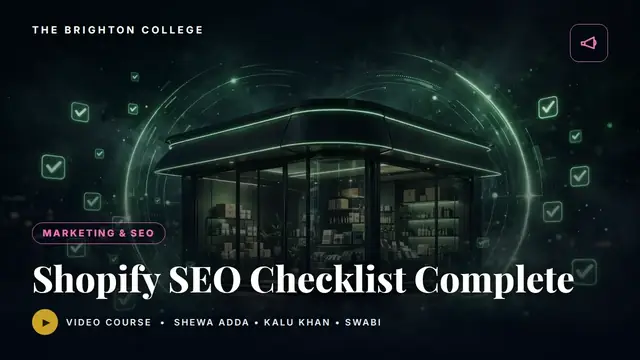 THE BRIGHTON COLLEGE
MARKETING & SEO
Shopify SEO Checklist Complete
VIDEO COURSE • SHEWA ADDA • KALU KHAN • SWABI